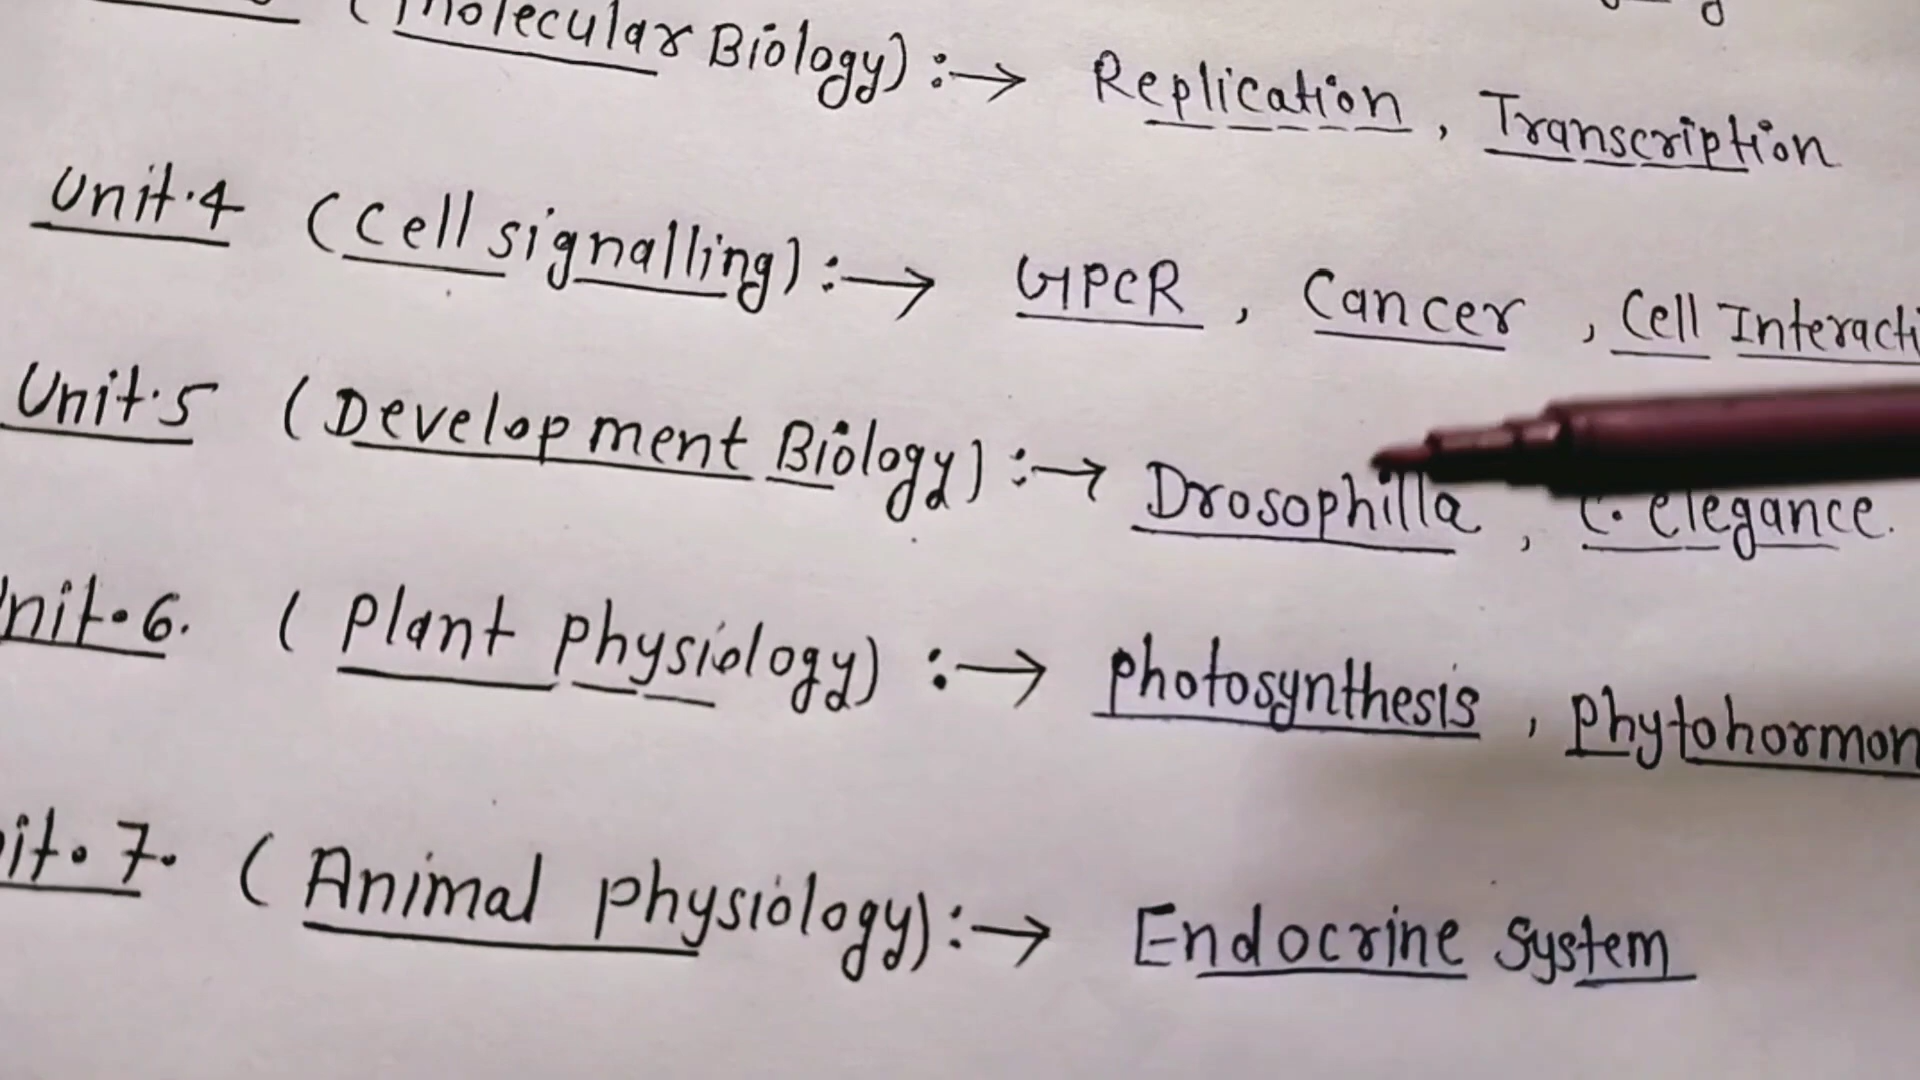 (Molecular Biology) :→ Replication, Transcription
Unit.4 (Cell signalling) :→ GPCR, Cancer, Cell Interacti
Unit.5 (Development Biology) :→ Drosophilla, C. elegance.
nit.6. (Plant physiology) :→ Photosynthesis, Phytohormon
it.7. (Animal physiology) :→ Endocrine System